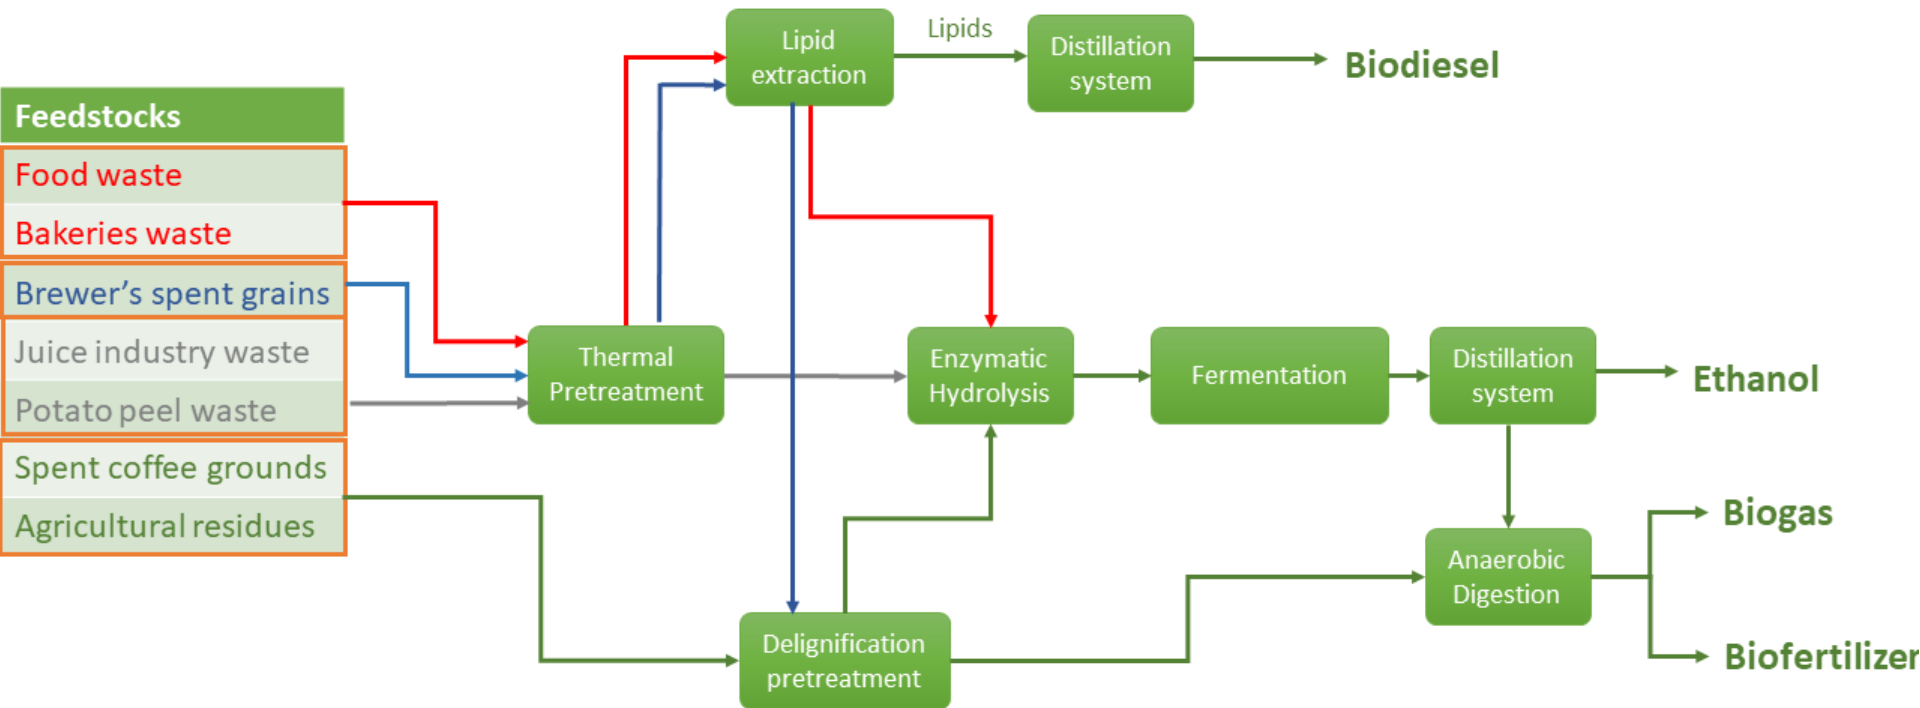 Feedstocks
Food waste
Bakeries waste
Brewer's spent grains
Juice industry waste
Potato peel waste
Spent coffee grounds
Agricultural residues
Thermal
Pretreatment
Lipid
extraction
Lipids
Distillation
system
Biodiesel
Enzymatic
Hydrolysis
Fermentation
Distillation
system
Ethanol
Delignification
pretreatment
Anaerobic
Digestion
Biogas
Biofertilizer